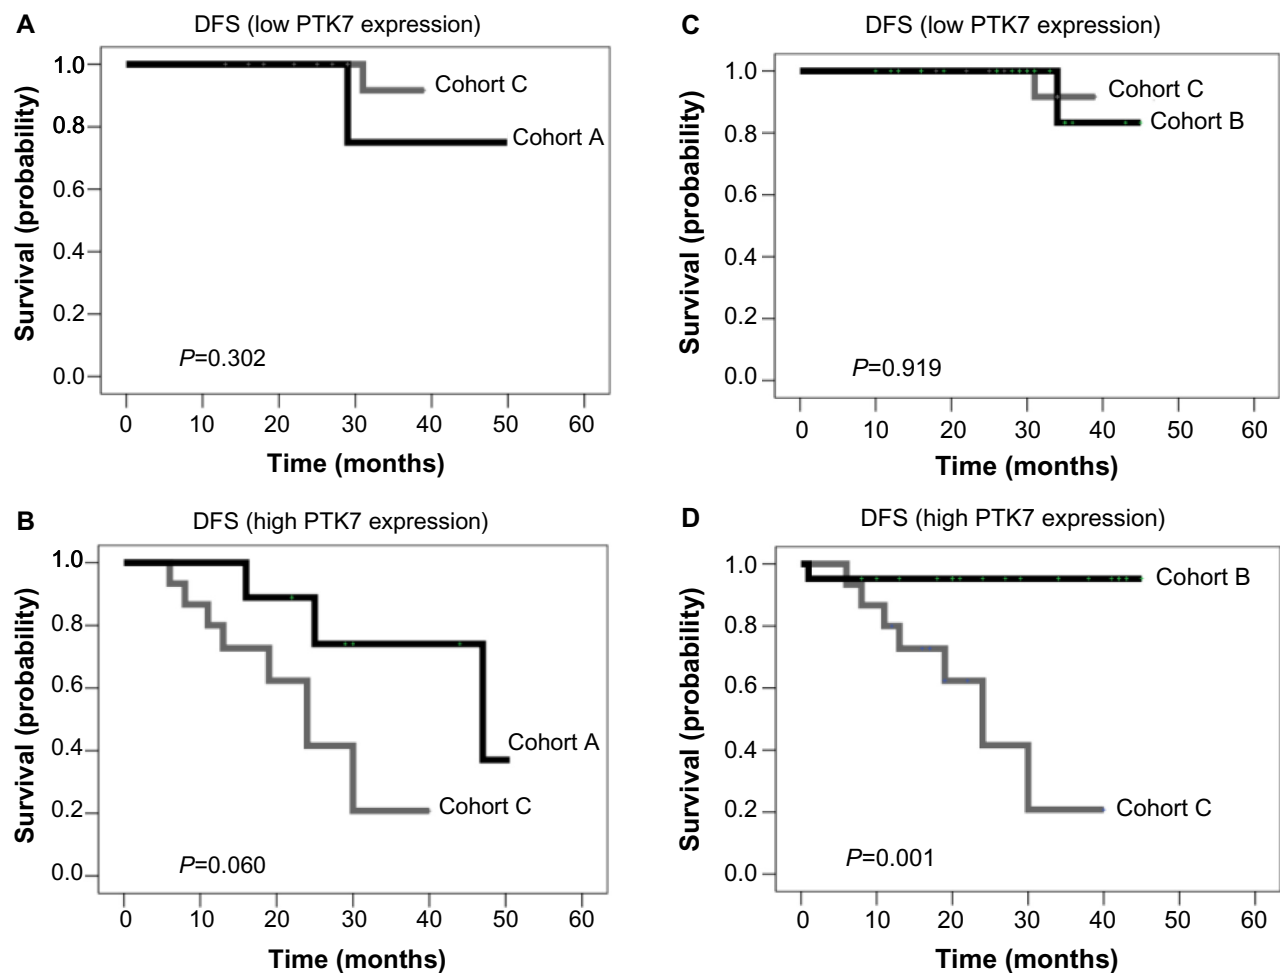 A
DFS (low PTK7 expression)
Survival (probability)
1.0
0.8
0.6
0.4
0.2
0.0
Cohort C
Cohort A
P=0.302
0 10 20 30 40 50 60
Time (months)
C
DFS (low PTK7 expression)
Survival (probability)
1.0
0.8
0.6
0.4
0.2
0.0
Cohort C
Cohort B
P=0.919
0 10 20 30 40 50 60
Time (months)
B
DFS (high PTK7 expression)
Survival (probability)
1.0
0.8
0.6
0.4
0.2
0.0
Cohort A
Cohort C
P=0.060
0 10 20 30 40 50 60
Time (months)
D
DFS (high PTK7 expression)
Survival (probability)
1.0
0.8
0.6
0.4
0.2
0.0
Cohort B
Cohort C
P=0.001
0 10 20 30 40 50 60
Time (months)